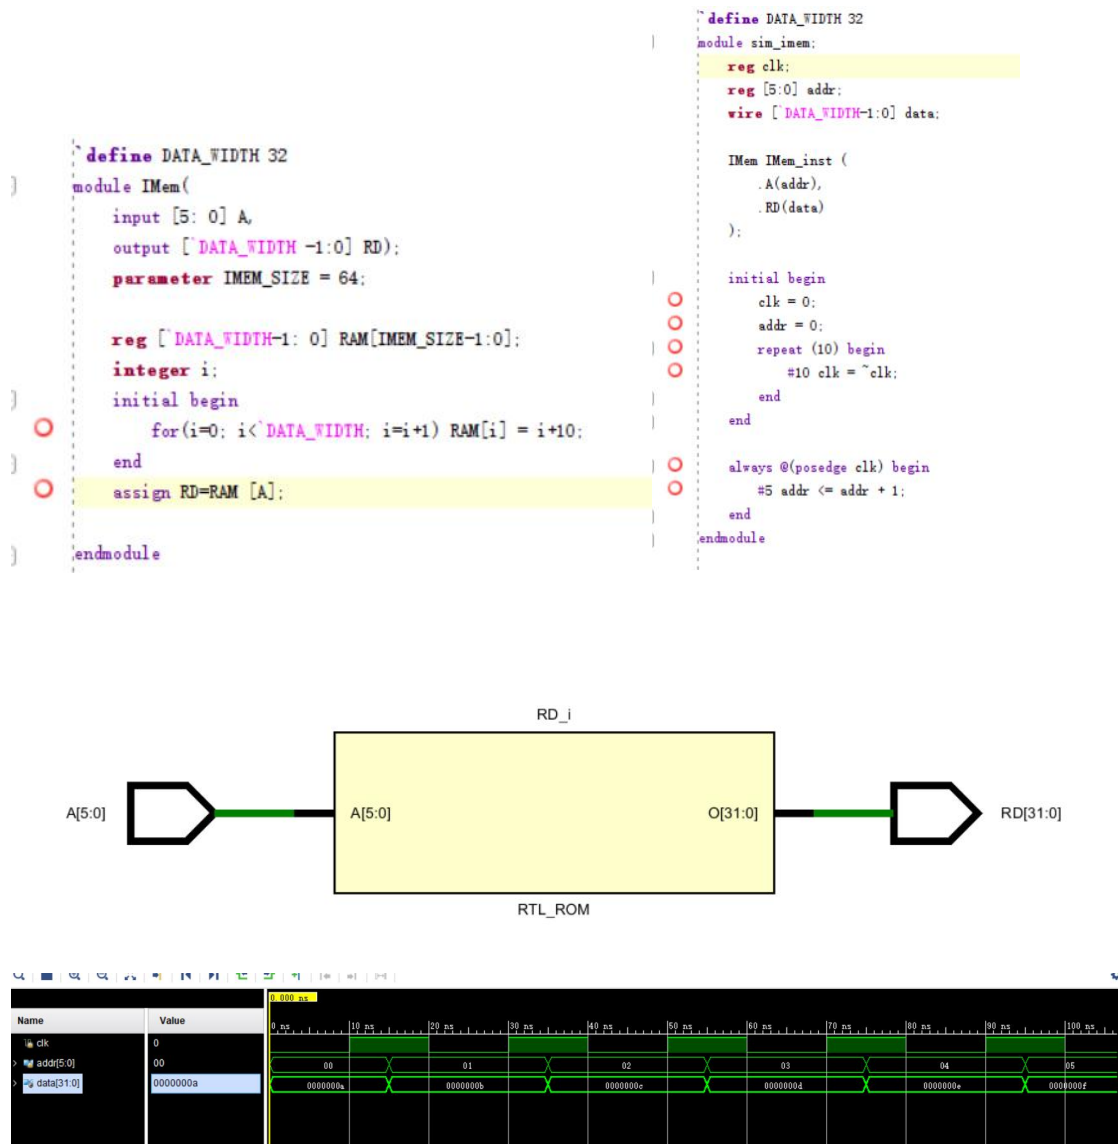 `define DATA_WIDTH 32
module IMem(
input [5: 0] A,
output [`DATA_WIDTH -1:0] RD);
parameter IMEM_SIZE = 64;
reg [`DATA_WIDTH-1: 0] RAM[IMEM_SIZE-1:0];
integer i;
initial begin
for(i=0; i<`DATA_WIDTH; i=i+1) RAM[i] = i+10;
end
assign RD=RAM [A];
endmodule
`define DATA_WIDTH 32
module sim_imem;
reg clk;
reg [5:0] addr;
wire [`DATA_WIDTH-1:0] data;
IMem IMem_inst (
.A(addr),
.RD(data)
);
initial begin
clk = 0;
addr = 0;
repeat (10) begin
#10 clk = ~clk;
end
end
always @(posedge clk) begin
#5 addr <= addr + 1;
end
endmodule
RD_i
A[5:0] A[5:0] O[31:0] RD[31:0]
RTL_ROM
0.000 ns
Name Value 0 ns 10 ns 20 ns 30 ns 40 ns 50 ns 60 ns 70 ns 80 ns 90 ns 100 ns
clk 0
addr[5:0] 00 00 01 02 03 04 05
data[31:0] 0000000a 0000000a 0000000b 0000000c 0000000d 0000000e 0000000f